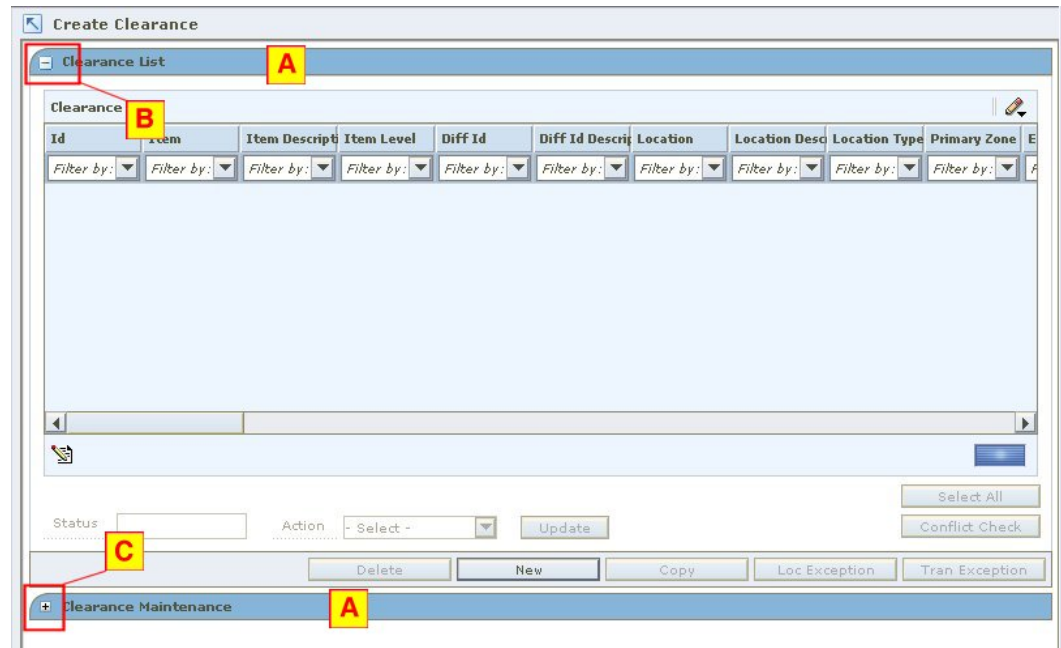 Create Clearance
Clearance List
A
B
Clearance
Id Item Item Descripti Item Level Diff Id Diff Id Descrip Location Location Desc Location Type Primary Zone E
Filter by: Filter by: Filter by: Filter by: Filter by: Filter by: Filter by: Filter by: Filter by: Filter by: F
Select All
Status Action - Select - Update Conflict Check
C
Delete New Copy Loc Exception Tran Exception
Clearance Maintenance
A